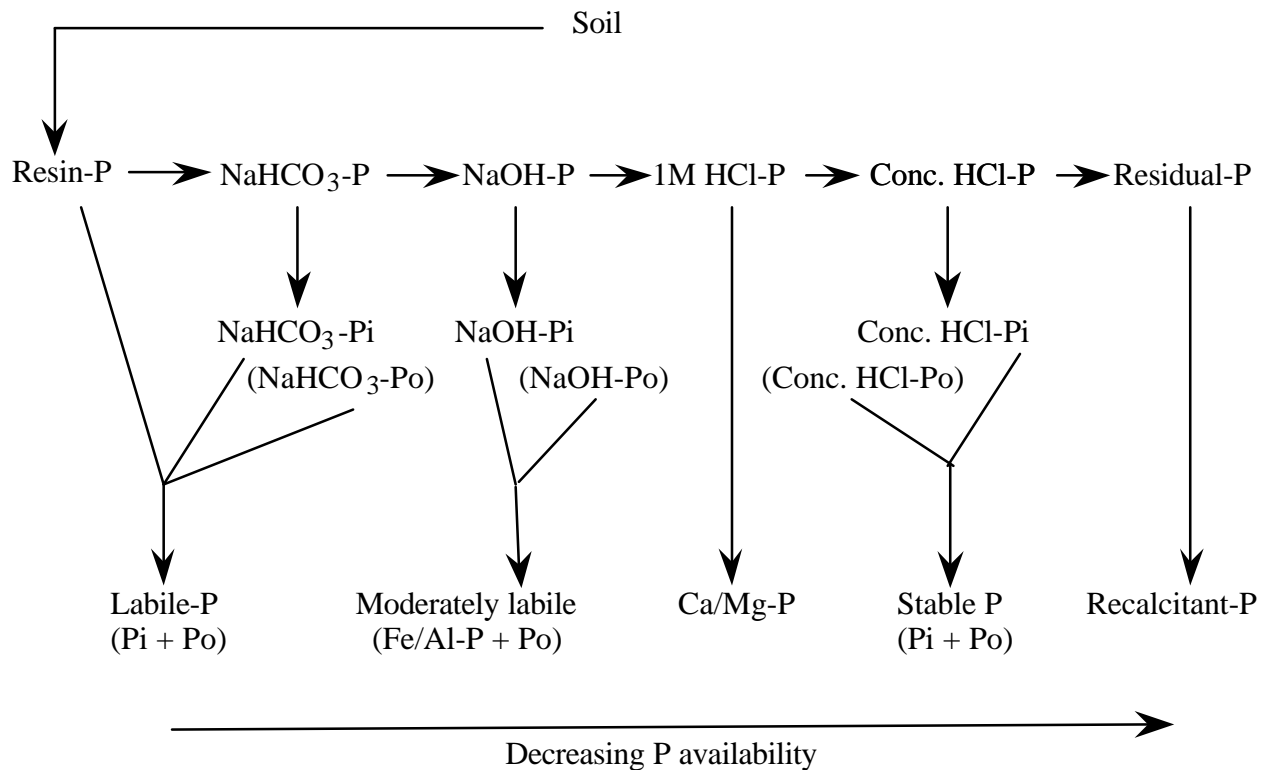 Soil
Resin-P NaHCO₃-P NaOH-P 1M HCl-P Conc. HCl-P Residual-P
NaHCO₃-Pi NaOH-Pi Conc. HCl-Pi
(NaHCO₃-Po) (NaOH-Po) (Conc. HCl-Po)
Labile-P Moderately labile Ca/Mg-P Stable P Recalcitrant-P
(Pi + Po) (Fe/Al-P + Po) (Pi + Po)
Decreasing P availability